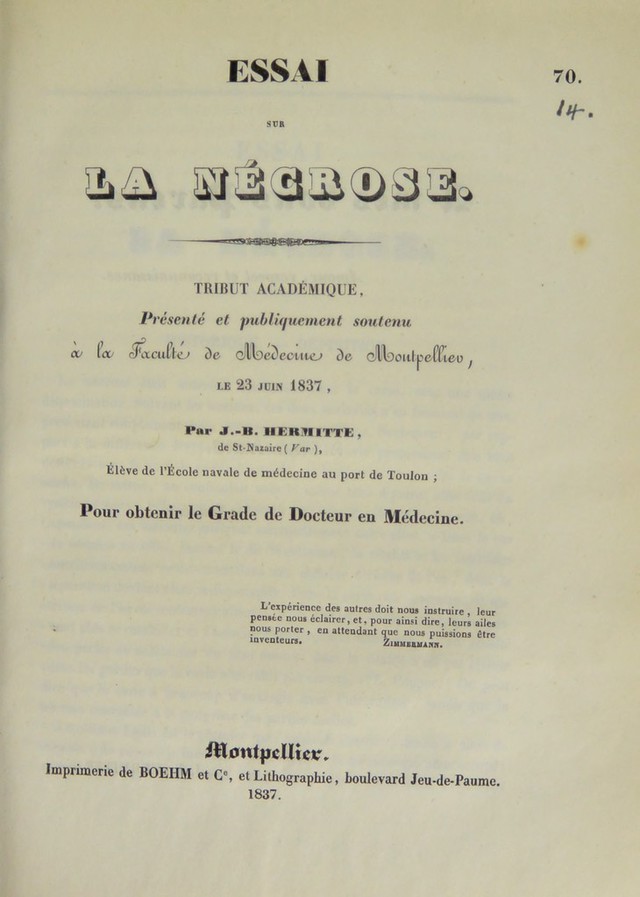 ESSAI
70.
14.
SUR
LA NÉCROSE.
TRIBUT ACADÉMIQUE,
Présenté et publiquement soutenu
à la Faculté de Médecine de Montpellier,
LE 23 JUIN 1837,
Par J.-B. HERMITTE,
de St-Nazaire (Var),
Élève de l'École navale de médecine au port de Toulon ;
Pour obtenir le Grade de Docteur en Médecine.
L'expérience des autres doit nous instruire, leur
pensée nous éclairer, et, pour ainsi dire, leurs ailes
nous porter, en attendant que nous puissions être
inventeurs. ZIMMERMANN.
Montpellier.
Imprimerie de BOEHM et Cᵉ, et Lithographie, boulevard Jeu-de-Paume.
1837.